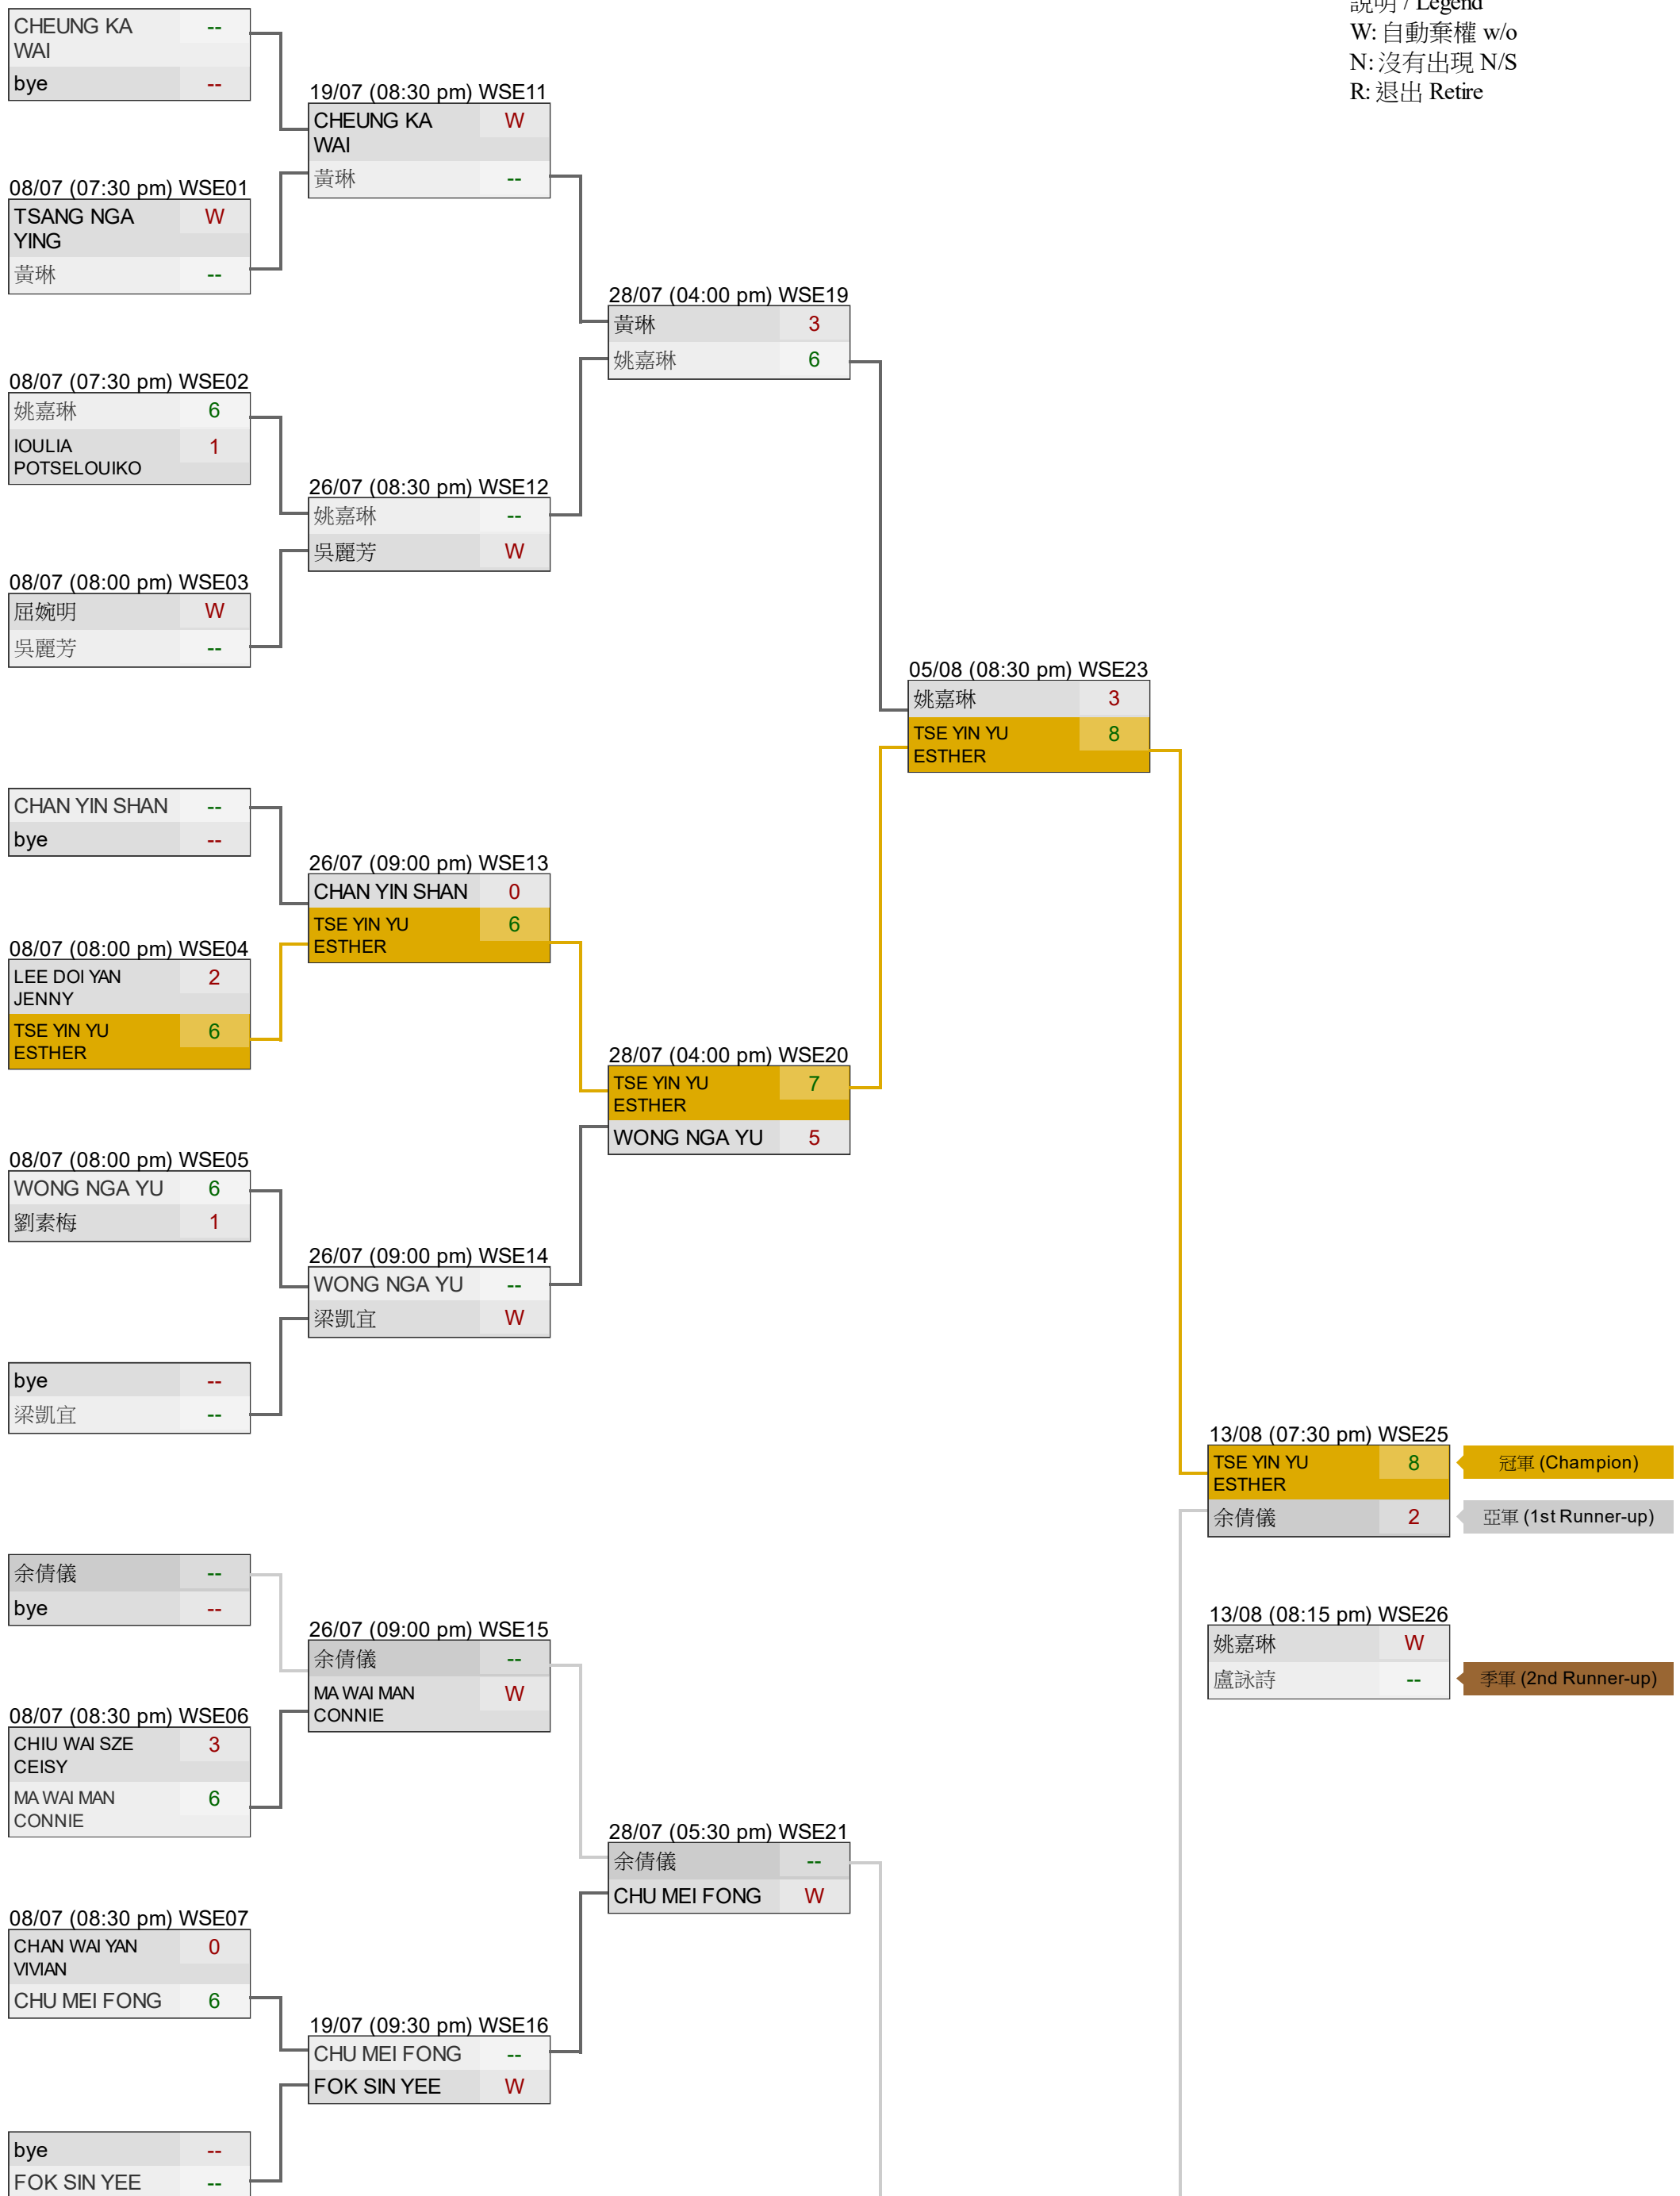 說明 / Legend
W: 自動棄權 w/o
N: 沒有出現 N/S
R: 退出 Retire
CHEUNG KA --
WAI
bye --
08/07 (07:30 pm) WSE01
TSANG NGA W
YING
黃琳 --
08/07 (07:30 pm) WSE02
姚嘉琳 6
IOULIA 1
POTSELOUIKO
08/07 (08:00 pm) WSE03
屈婉明 W
吳麗芳 --
CHAN YIN SHAN --
bye --
08/07 (08:00 pm) WSE04
LEE DOI YAN 2
JENNY
TSE YIN YU 6
ESTHER
08/07 (08:00 pm) WSE05
WONG NGA YU 6
劉素梅 1
bye --
梁凱宜 --
余倩儀 --
bye --
08/07 (08:30 pm) WSE06
CHIU WAI SZE 3
CEISY
MA WAI MAN 6
CONNIE
08/07 (08:30 pm) WSE07
CHAN WAI YAN 0
VIVIAN
CHU MEI FONG 6
bye --
FOK SIN YEE --
19/07 (08:30 pm) WSE11
CHEUNG KA W
WAI
黃琳 --
26/07 (08:30 pm) WSE12
姚嘉琳 --
吳麗芳 W
26/07 (09:00 pm) WSE13
CHAN YIN SHAN 0
TSE YIN YU 6
ESTHER
26/07 (09:00 pm) WSE14
WONG NGA YU --
梁凱宜 W
26/07 (09:00 pm) WSE15
余倩儀 --
MA WAI MAN W
CONNIE
19/07 (09:30 pm) WSE16
CHU MEI FONG --
FOK SIN YEE W
28/07 (04:00 pm) WSE19
黃琳 3
姚嘉琳 6
28/07 (04:00 pm) WSE20
TSE YIN YU 7
ESTHER
WONG NGA YU 5
28/07 (05:30 pm) WSE21
余倩儀 --
CHU MEI FONG W
05/08 (08:30 pm) WSE23
姚嘉琳 3
TSE YIN YU 8
ESTHER
13/08 (07:30 pm) WSE25
TSE YIN YU 8 冠軍 (Champion)
ESTHER
余倩儀 2 亞軍 (1st Runner-up)
13/08 (08:15 pm) WSE26
姚嘉琳 W
盧詠詩 -- 季軍 (2nd Runner-up)